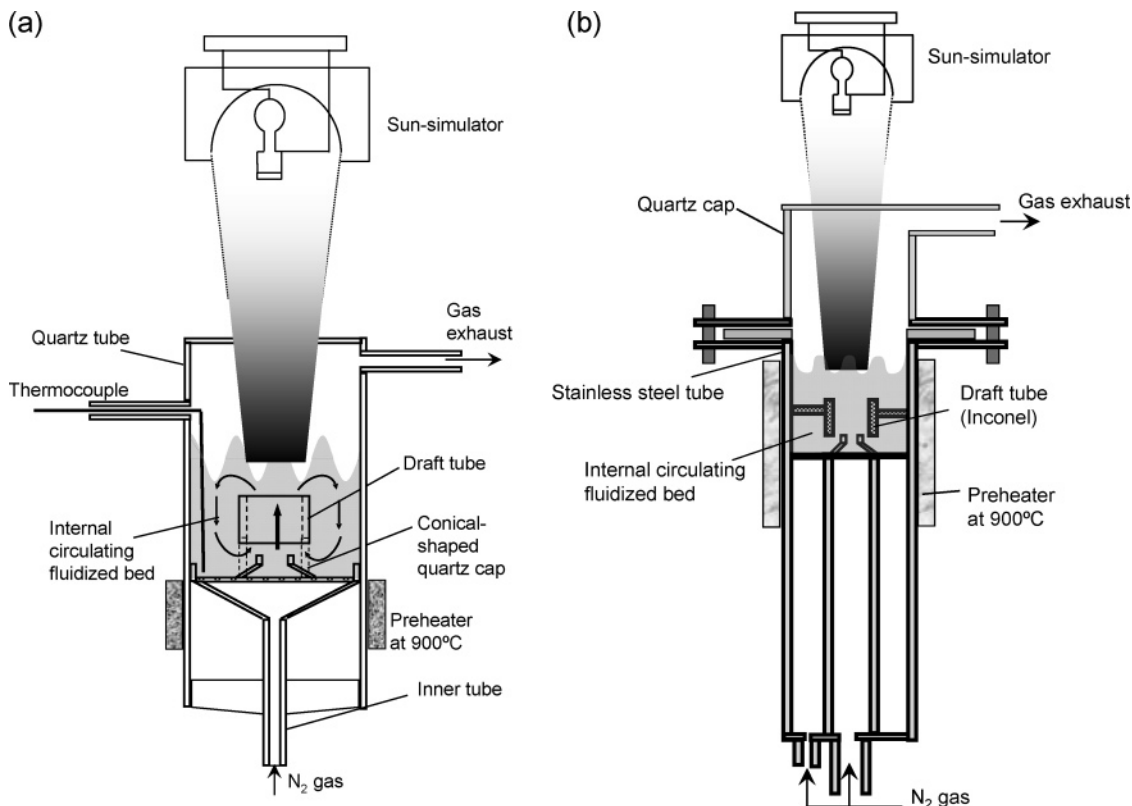 (a)
Sun-simulator
Quartz tube
Gas
exhaust
Thermocouple
Draft tube
Internal
circulating
fluidized bed
Conical-
shaped
quartz cap
Preheater
at 900ºC
Inner tube
N2 gas
(b)
Sun-simulator
Quartz cap
Gas exhaust
Stainless steel tube
Draft tube
(Inconel)
Internal circulating
fluidized bed
Preheater
at 900ºC
N2 gas